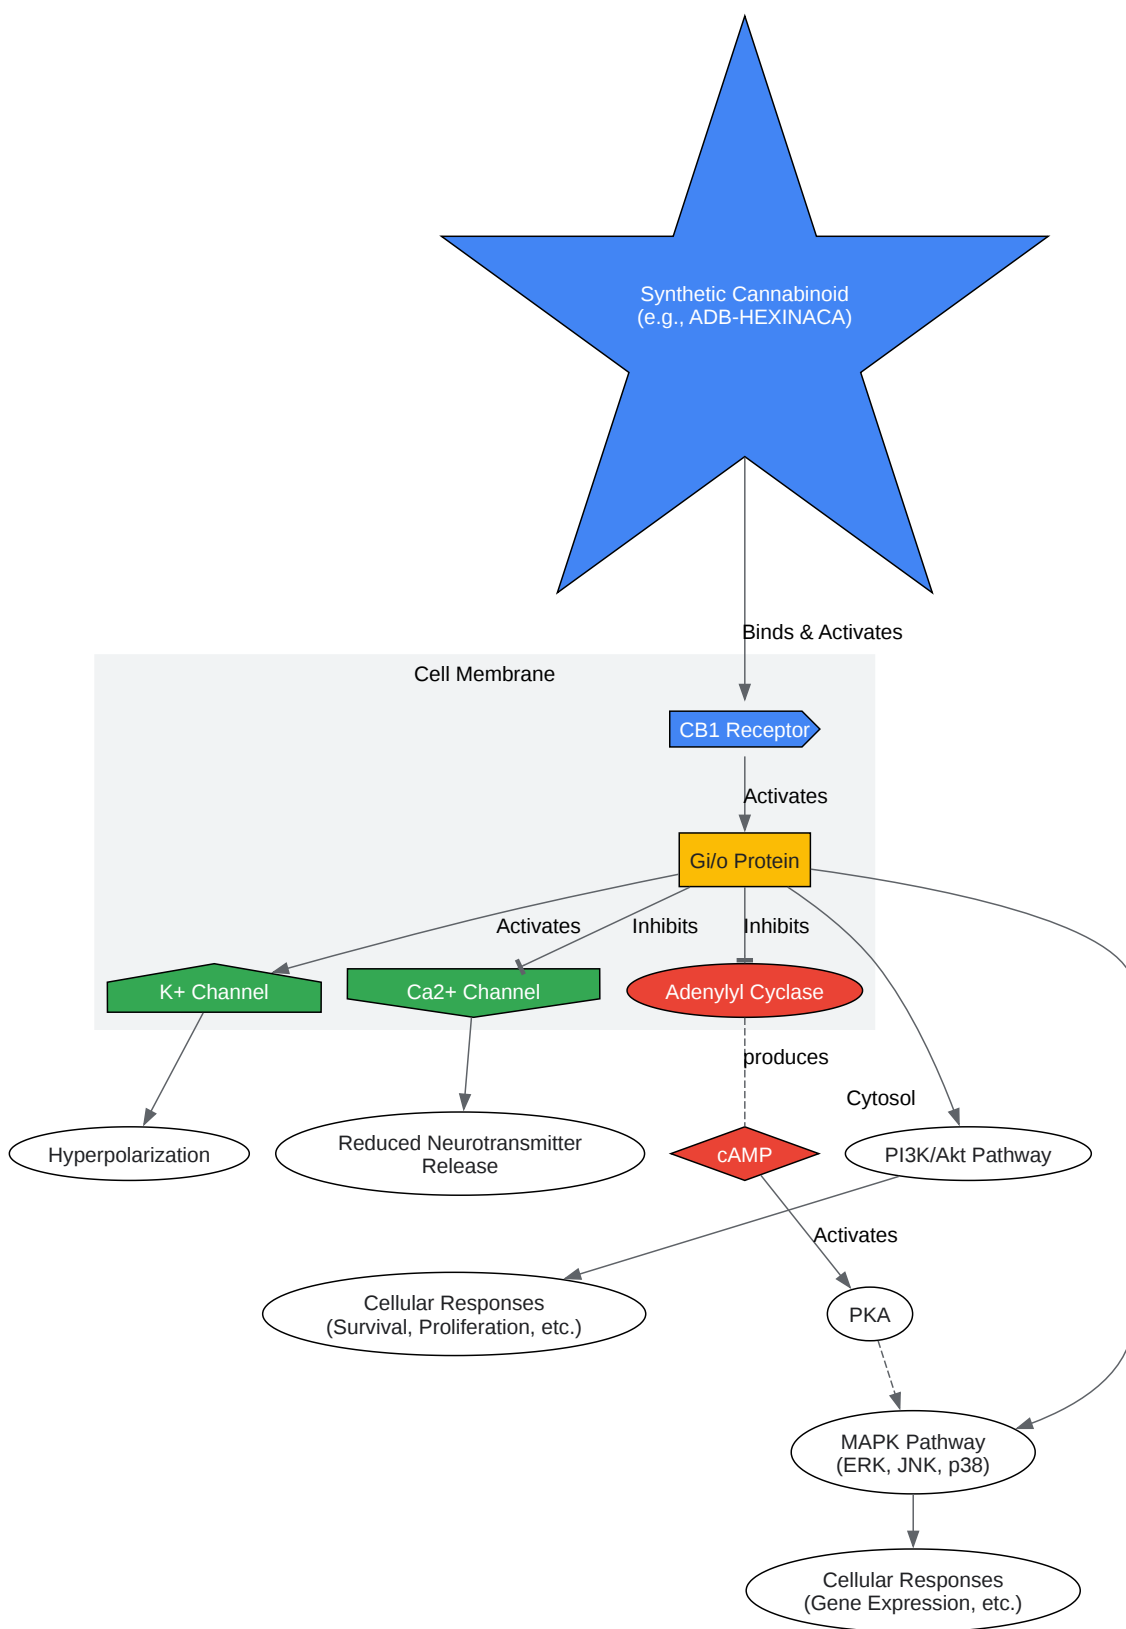 Synthetic Cannabinoid
(e.g., ADB-HEXINACA)
Binds & Activates
Cell Membrane
CB1 Receptor
Activates
Gi/o Protein
Activates
Inhibits
Inhibits
K+ Channel
Ca2+ Channel
Adenylyl Cyclase
produces
Cytosol
Hyperpolarization
Reduced Neurotransmitter
Release
cAMP
PI3K/Akt Pathway
Activates
Cellular Responses
(Survival, Proliferation, etc.)
PKA
MAPK Pathway
(ERK, JNK, p38)
Cellular Responses
(Gene Expression, etc.)